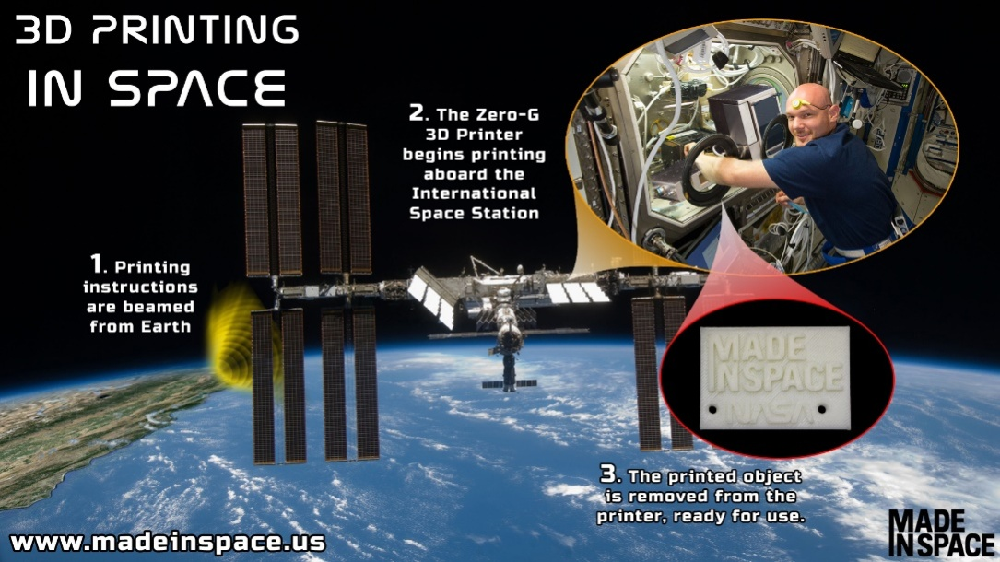 3D PRINTING
IN SPACE
1. Printing
instructions
are beamed
from Earth
2. The Zero-G
3D Printer
begins printing
aboard the
International
Space Station
MADE
INSPACE
NASA
3. The printed object
is removed from the
printer, ready for use.
www.madeinspace.us
MADE
IN SPACE